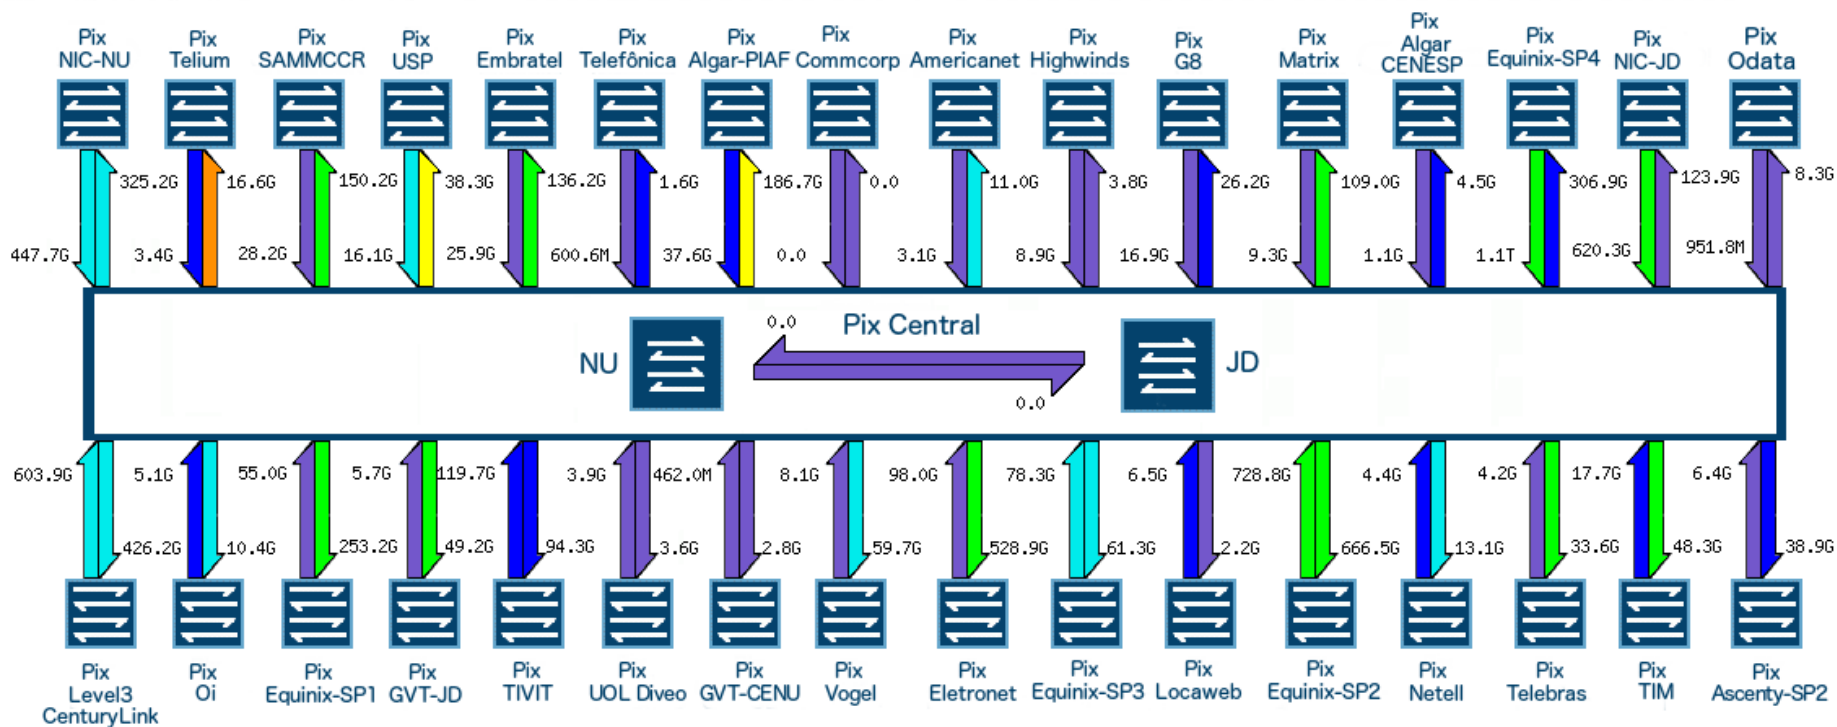 Pix
NIC-NU
Pix
Telium
Pix
SAMMCCR
Pix
USP
Pix
Embratel
Pix
Telefônica
Pix
Algar-PIAF
Pix
Commcorp
Pix
Americanet
Pix
Highwinds
Pix
G8
Pix
Matrix
Pix
Algar
CENESP
Pix
Equinix-SP4
Pix
NIC-JD
Pix
Odata
325.2G
16.6G
150.2G
38.3G
136.2G
1.6G
186.7G
0.0
11.0G
3.8G
26.2G
109.0G
4.5G
306.9G
123.9G
8.3G
447.7G
3.4G
28.2G
16.1G
25.9G
600.6M
37.6G
0.0
3.1G
8.9G
16.9G
9.3G
1.1G
1.1T
620.3G
951.8M
0.0
Pix Central
NU
JD
0.0
603.9G
5.1G
55.0G
5.7G
119.7G
3.9G
462.0M
8.1G
98.0G
78.3G
6.5G
728.8G
4.4G
4.2G
17.7G
6.4G
426.2G
10.4G
253.2G
49.2G
94.3G
3.6G
2.8G
59.7G
528.9G
61.3G
2.2G
666.5G
13.1G
33.6G
48.3G
38.9G
Pix
Level3
CenturyLink
Pix
Oi
Pix
Equinix-SP1
Pix
GVT-JD
Pix
TIVIT
Pix
UOL Diveo
Pix
GVT-CENU
Pix
Vogel
Pix
Eletronet
Pix
Equinix-SP3
Pix
Locaweb
Pix
Equinix-SP2
Pix
Netell
Pix
Telebras
Pix
TIM
Pix
Ascenty-SP2